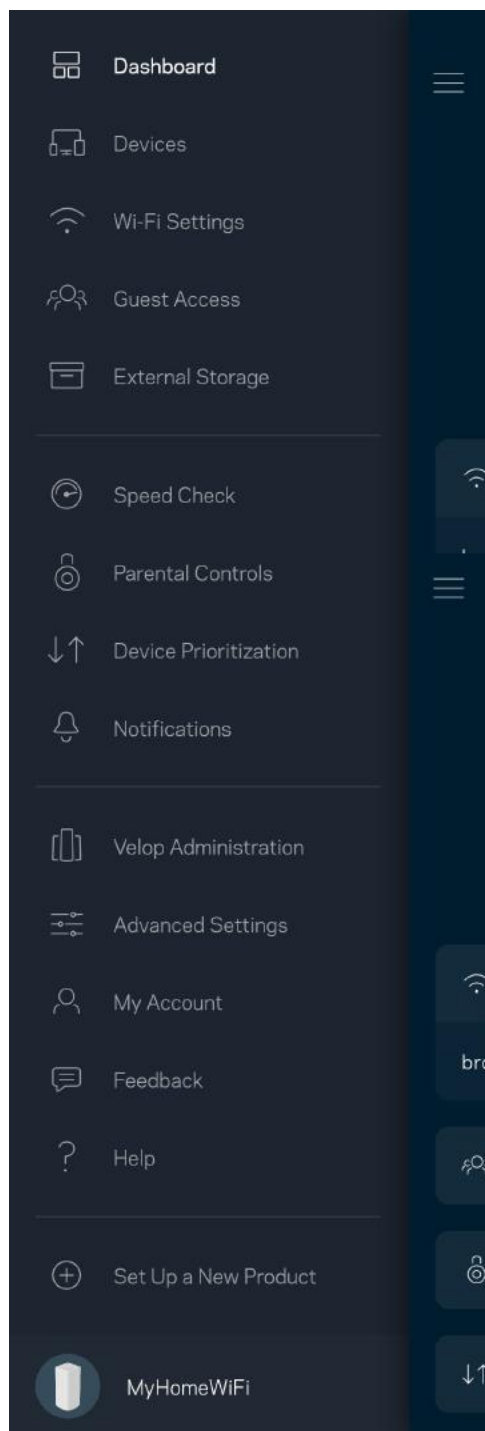 Dashboard
Devices
Wi-Fi Settings
Guest Access
External Storage
Speed Check
Parental Controls
Device Prioritization
Notifications
Velop Administration
Advanced Settings
My Account
Feedback
Help
Set Up a New Product
MyHomeWiFi